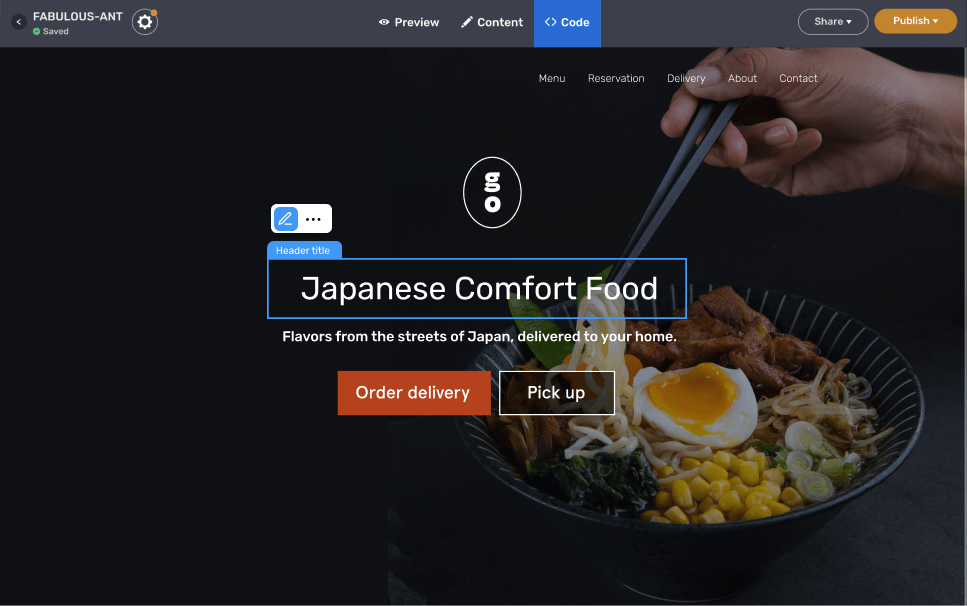 FABULOUS-ANT
Saved
Preview
Content
<> Code
Share
Publish
Menu
Reservation
Delivery
About
Contact
g
o
Header title
Japanese Comfort Food
Flavors from the streets of Japan, delivered to your home.
Order delivery
Pick up